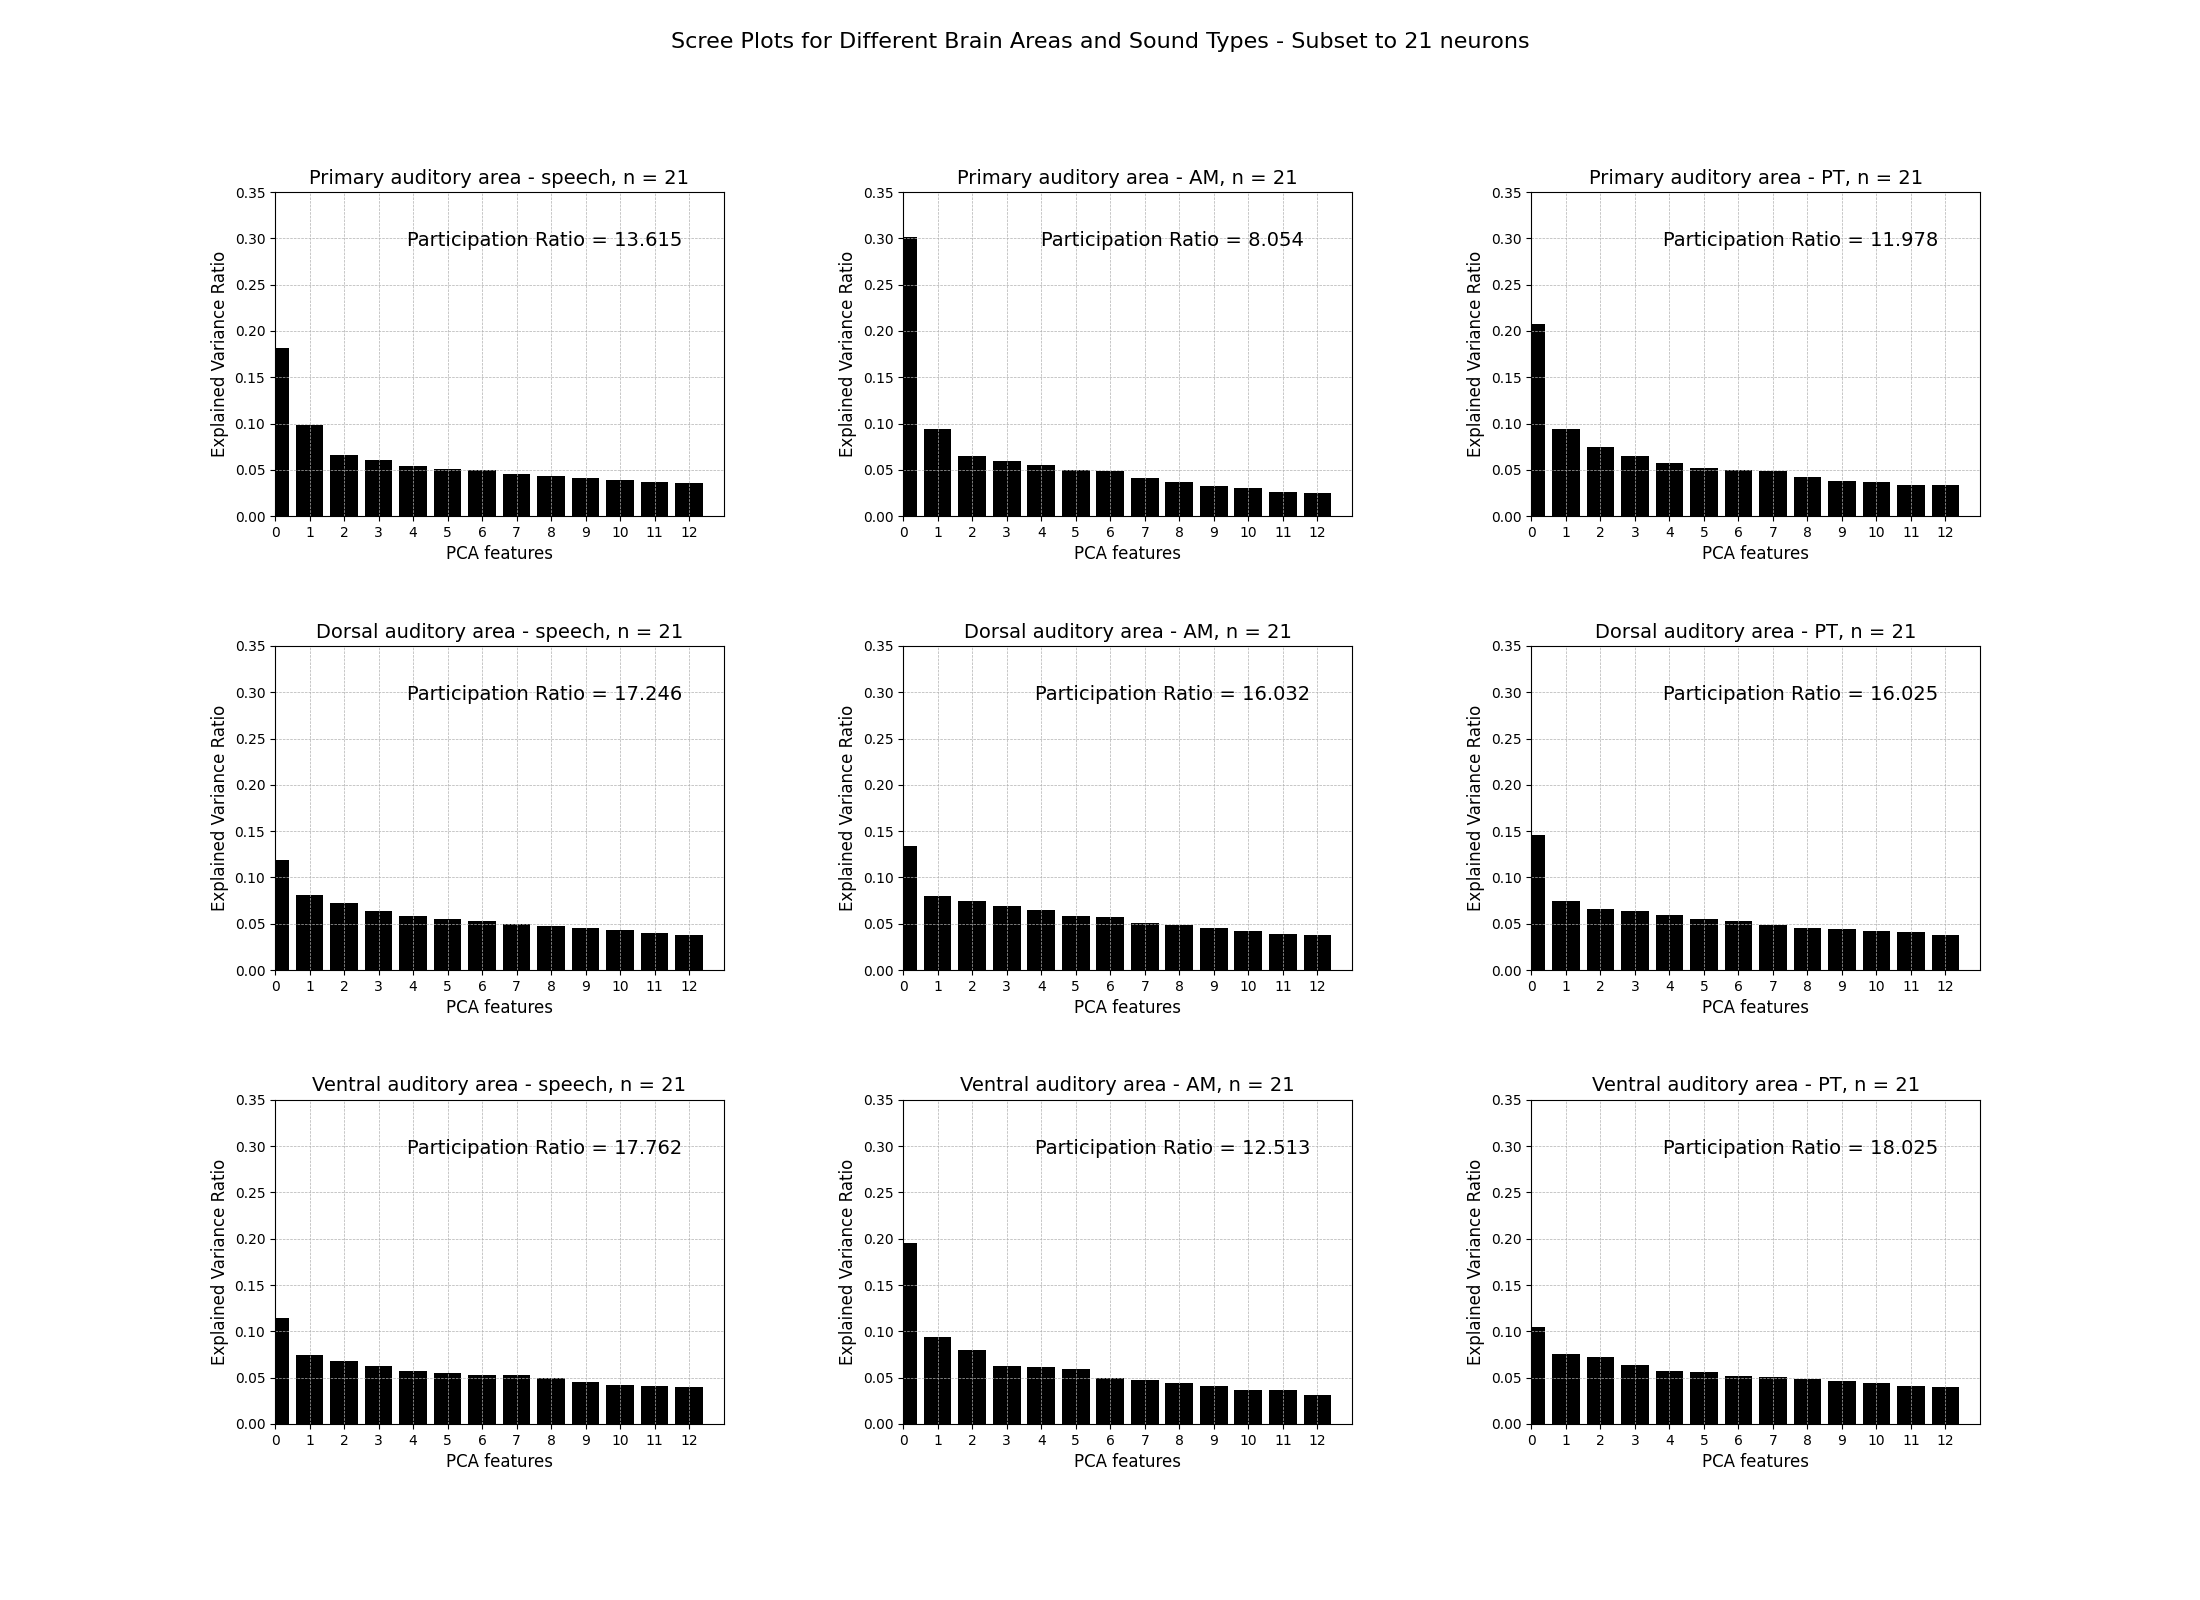 Scree Plots for Different Brain Areas and Sound Types - Subset to 21 neurons
Primary auditory area - speech, n = 21
Participation Ratio = 13.615
Explained Variance Ratio
0.35
0.30
0.25
0.20
0.15
0.10
0.05
0.00
0 1 2 3 4 5 6 7 8 9 10 11 12
PCA features
Primary auditory area - AM, n = 21
Participation Ratio = 8.054
Explained Variance Ratio
0.35
0.30
0.25
0.20
0.15
0.10
0.05
0.00
0 1 2 3 4 5 6 7 8 9 10 11 12
PCA features
Primary auditory area - PT, n = 21
Participation Ratio = 11.978
Explained Variance Ratio
0.35
0.30
0.25
0.20
0.15
0.10
0.05
0.00
0 1 2 3 4 5 6 7 8 9 10 11 12
PCA features
Dorsal auditory area - speech, n = 21
Participation Ratio = 17.246
Explained Variance Ratio
0.35
0.30
0.25
0.20
0.15
0.10
0.05
0.00
0 1 2 3 4 5 6 7 8 9 10 11 12
PCA features
Dorsal auditory area - AM, n = 21
Participation Ratio = 16.032
Explained Variance Ratio
0.35
0.30
0.25
0.20
0.15
0.10
0.05
0.00
0 1 2 3 4 5 6 7 8 9 10 11 12
PCA features
Dorsal auditory area - PT, n = 21
Participation Ratio = 16.025
Explained Variance Ratio
0.35
0.30
0.25
0.20
0.15
0.10
0.05
0.00
0 1 2 3 4 5 6 7 8 9 10 11 12
PCA features
Ventral auditory area - speech, n = 21
Participation Ratio = 17.762
Explained Variance Ratio
0.35
0.30
0.25
0.20
0.15
0.10
0.05
0.00
0 1 2 3 4 5 6 7 8 9 10 11 12
PCA features
Ventral auditory area - AM, n = 21
Participation Ratio = 12.513
Explained Variance Ratio
0.35
0.30
0.25
0.20
0.15
0.10
0.05
0.00
0 1 2 3 4 5 6 7 8 9 10 11 12
PCA features
Ventral auditory area - PT, n = 21
Participation Ratio = 18.025
Explained Variance Ratio
0.35
0.30
0.25
0.20
0.15
0.10
0.05
0.00
0 1 2 3 4 5 6 7 8 9 10 11 12
PCA features